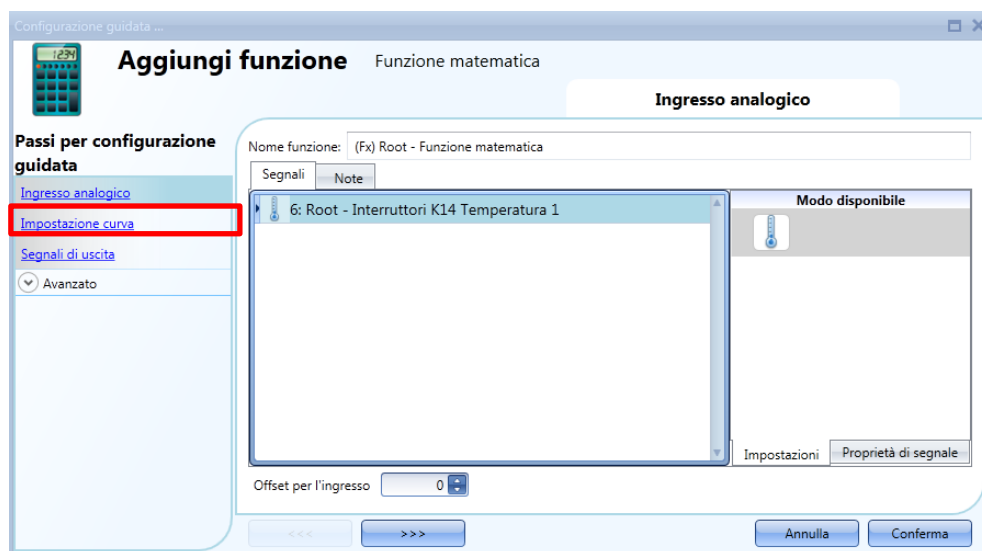 Configurazione guidata ...
1234
Aggiungi funzione Funzione matematica
Ingresso analogico
Passi per configurazione
guidata
Ingresso analogico
Impostazione curva
Segnali di uscita
Avanzato
Nome funzione: (Fx) Root - Funzione matematica
Segnali Note
6: Root - Interruttori K14 Temperatura 1
Modo disponibile
Impostazioni Proprietà di segnale
Offset per l'ingresso 0
<<< >>> Annulla Conferma